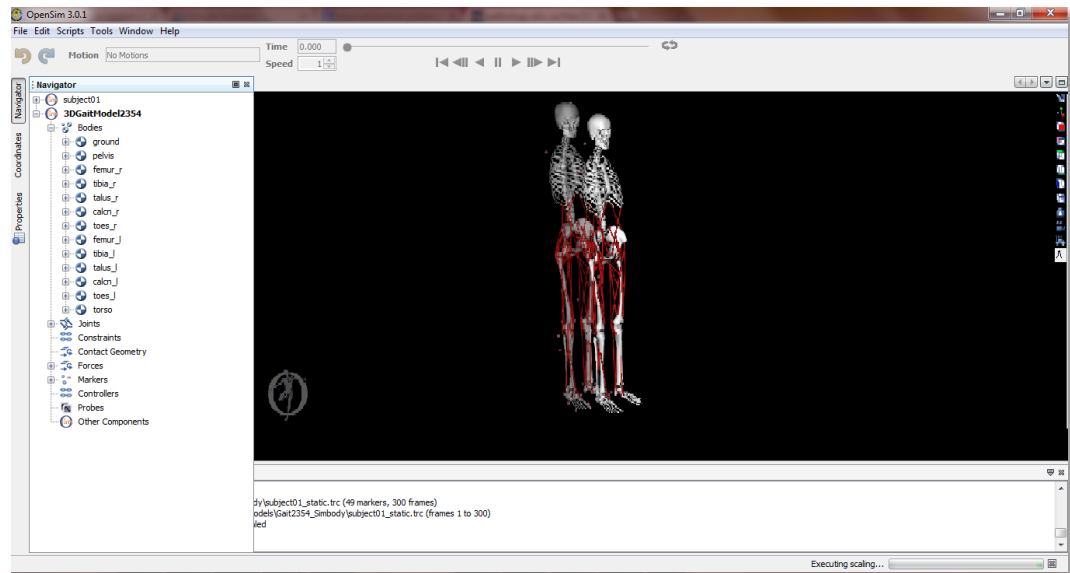 OpenSim 3.0.1
File Edit Scripts Tools Window Help
Motion No Motions
Time 0.000
Speed 1
Navigator
Coordinates
Properties
Navigator
subject01
3DGaitModel2354
Bodies
ground
pelvis
femur_r
tibia_r
talus_r
calcn_r
toes_r
femur_l
tibia_l
talus_l
calcn_l
toes_l
torso
Joints
Constraints
Contact Geometry
Forces
Markers
Controllers
Probes
Other Components
dy\subject01_static.trc (49 markers, 300 frames)
odels\Gait2354_Simbody\subject01_static.trc (frames 1 to 300)
led
Executing scaling...